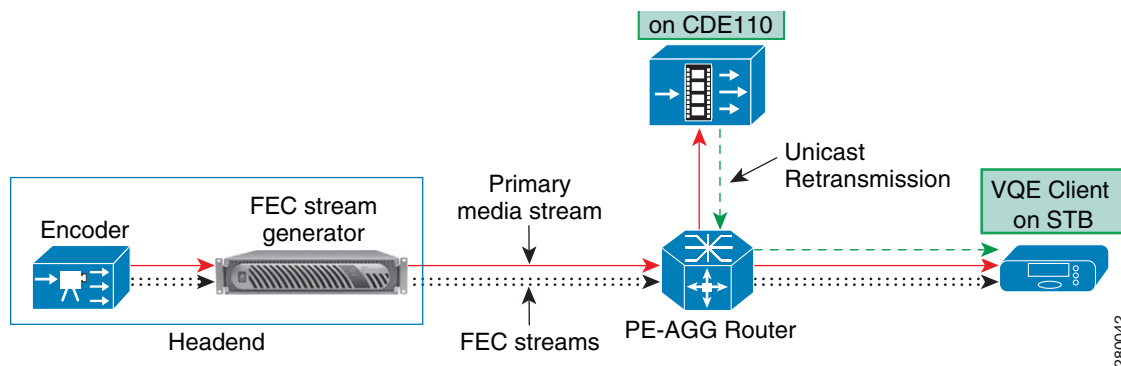 on CDE110
Unicast
Retransmission
Primary
media stream
VQE Client
on STB
FEC stream
generator
Encoder
Headend
FEC streams
PE-AGG Router